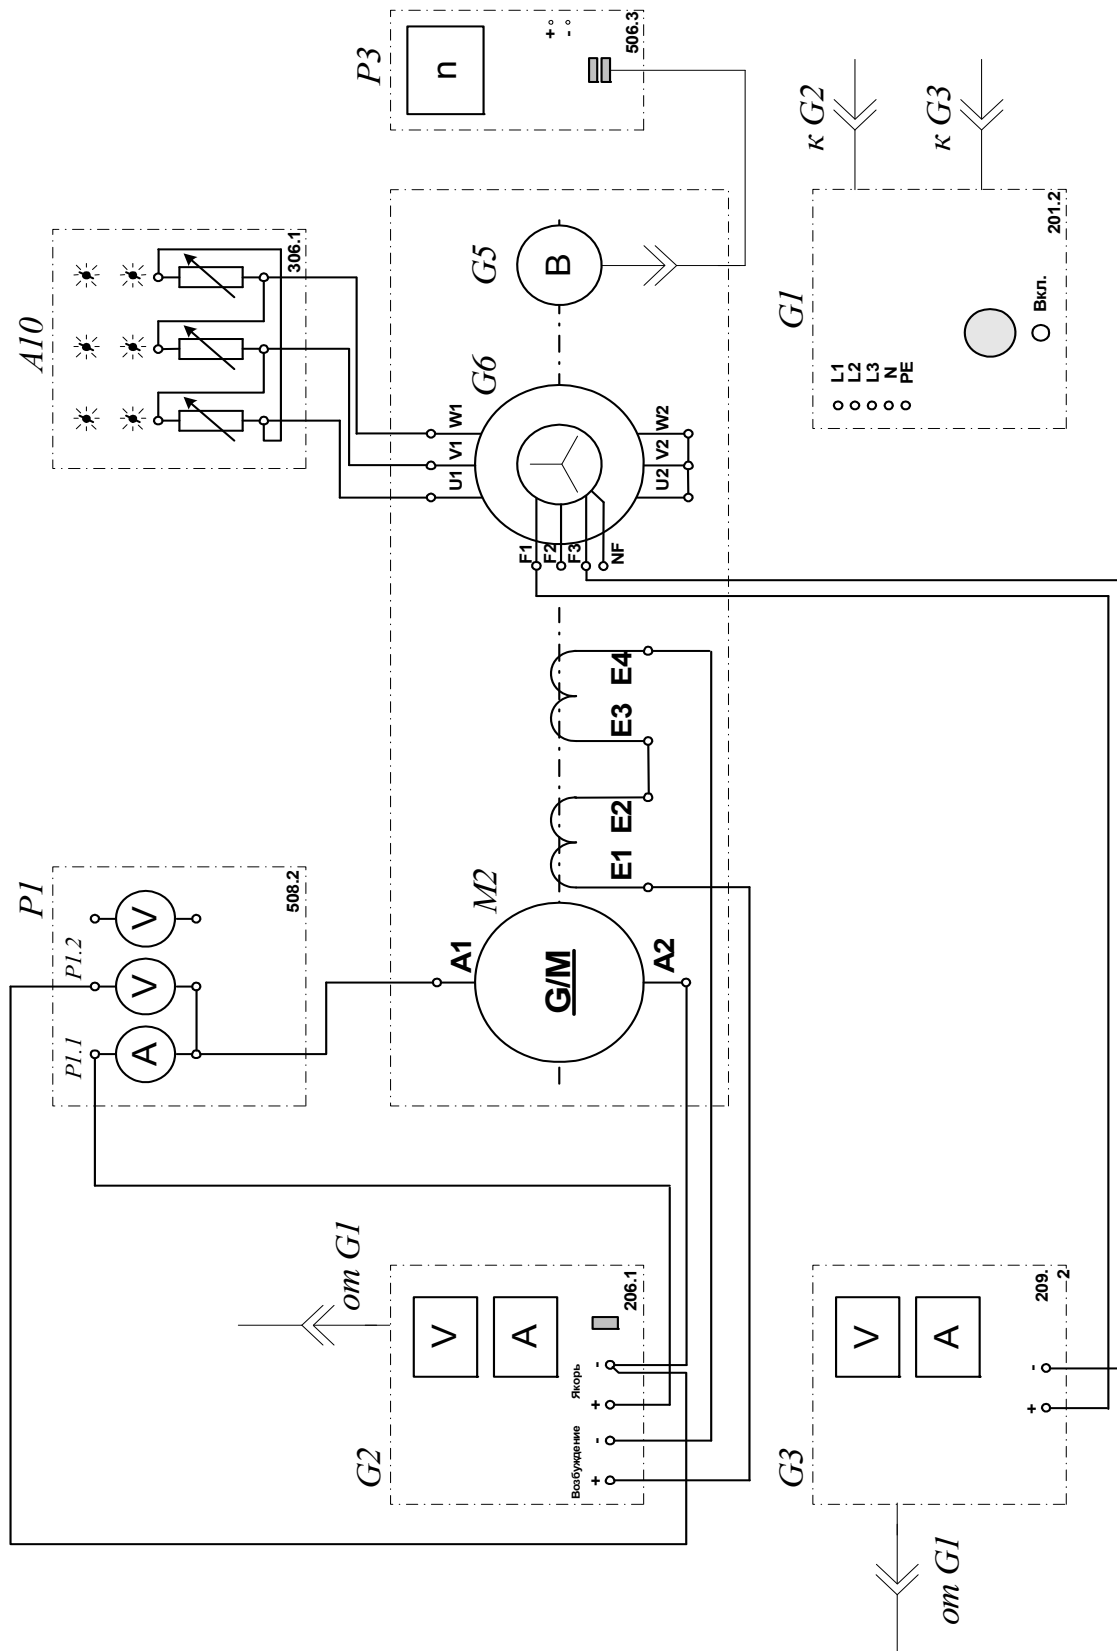 от G1
G2
V
A
Возбуждение
+
-
Якорь
+
-
206.1
P1
P1.1
P1.2
A
V
V
508.2
A10
306.1
P3
n
+
-
506.3
M2
A1
G/M
A2
E1
E2
E3
E4
G6
U1
V1
W1
F1
F2
F3
NF
U2
V2
W2
G5
B
от G1
G3
V
A
+
-
209.
2
G1
L1
L2
L3
N
PE
Вкл.
201.2
к G2
к G3